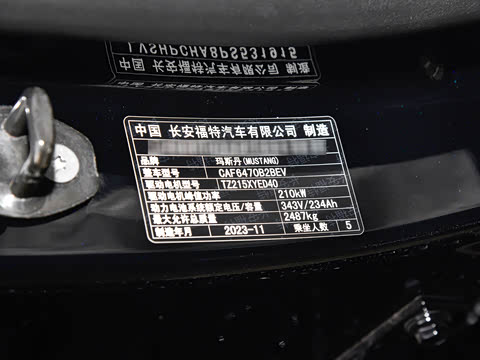 中国 长安福特汽车有限公司 制造
品牌 玛斯丹(MUSTANG)
整车型号 CAF6470B2BEV
驱动电机型号 TZ215XYED40
驱动电机峰值功率 210kW
动力电池系统额定电压/容量 343V/234Ah
最大允许总质量 2487kg
制造年月 2023-11 乘坐人数 5